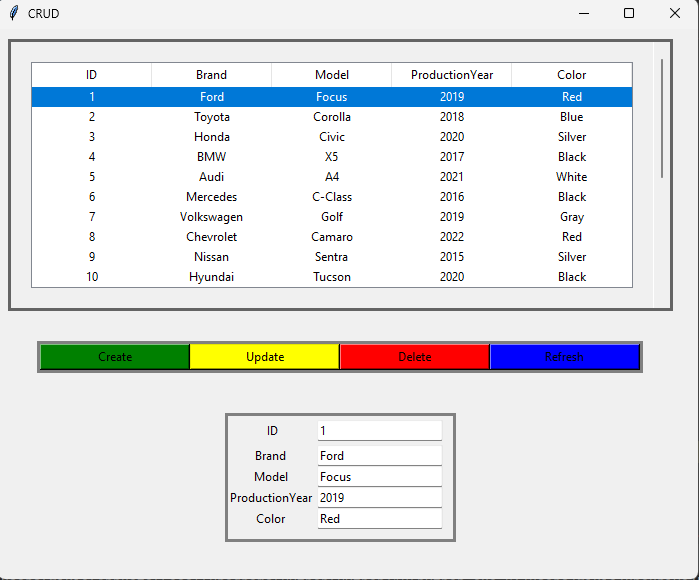 CRUD
ID Brand Model ProductionYear Color
1 Ford Focus 2019 Red
2 Toyota Corolla 2018 Blue
3 Honda Civic 2020 Silver
4 BMW X5 2017 Black
5 Audi A4 2021 White
6 Mercedes C-Class 2016 Black
7 Volkswagen Golf 2019 Gray
8 Chevrolet Camaro 2022 Red
9 Nissan Sentra 2015 Silver
10 Hyundai Tucson 2020 Black
Create Update Delete Refresh
ID 1
Brand Ford
Model Focus
ProductionYear 2019
Color Red